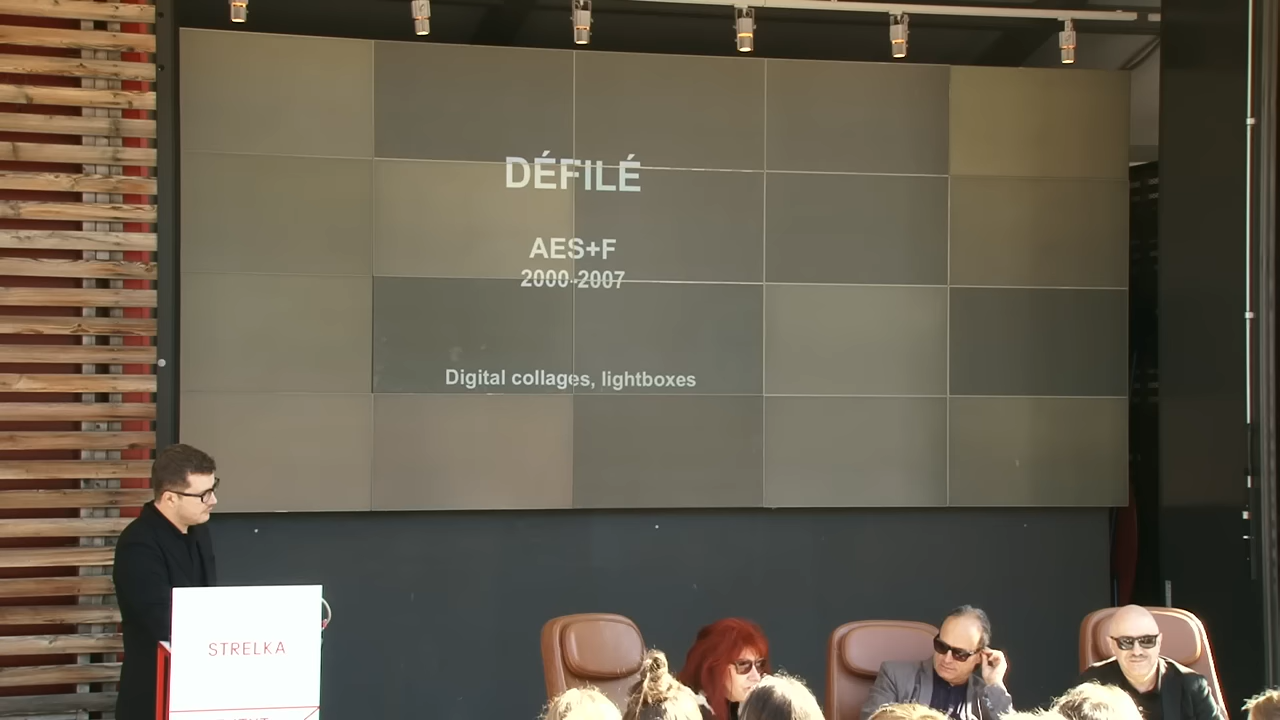 DÉFILÉ
AES+F
2000-2007
Digital collages, lightboxes
STRELKA